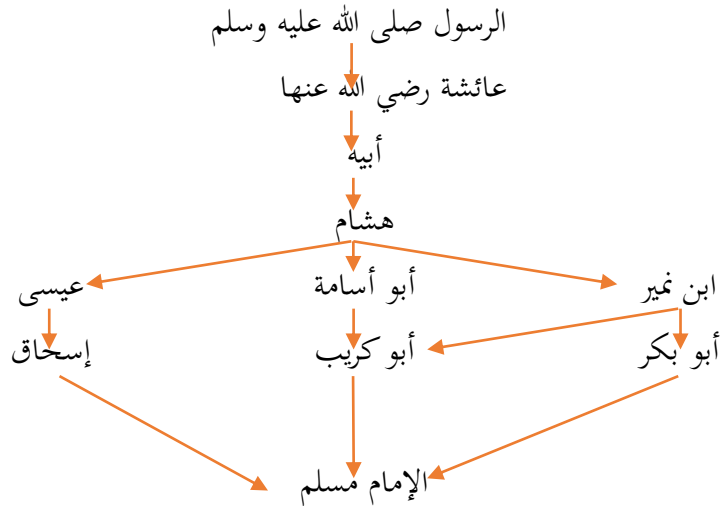 الرسول صلى الله عليه وسلم
عائشة رضي الله عنها
أبيه
هشام
ابن نمير أبو أسامة عيسى
أبو بكر أبو كريب إسحاق
الإمام مسلم